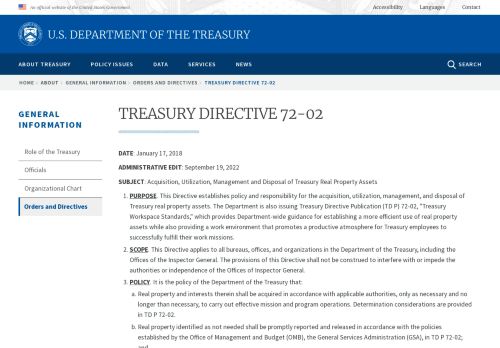 An official website of the United States Government
Accessibility Languages Contact
U.S. DEPARTMENT OF THE TREASURY
ABOUT TREASURY POLICY ISSUES DATA SERVICES NEWS SEARCH
HOME › ABOUT › GENERAL INFORMATION › ORDERS AND DIRECTIVES › TREASURY DIRECTIVE 72-02
GENERAL
INFORMATION
Role of the Treasury
Officials
Organizational Chart
Orders and Directives
TREASURY DIRECTIVE 72-02
DATE: January 17, 2018
ADMINISTRATIVE EDIT: September 19, 2022
SUBJECT: Acquisition, Utilization, Management and Disposal of Treasury Real Property Assets
1. PURPOSE. This Directive establishes policy and responsibility for the acquisition, utilization, management, and disposal of
Treasury real property assets. The Department is also issuing Treasury Directive Publication (TD P) 72-02, "Treasury
Workspace Standards," which provides Department-wide guidance for establishing a more efficient use of real property
assets while also providing a work environment that promotes a productive atmosphere for Treasury employees to
successfully fulfill their work missions.
2. SCOPE. This Directive applies to all bureaus, offices, and organizations in the Department of the Treasury, including the
Offices of the Inspector General. The provisions of this Directive shall not be construed to interfere with or impede the
authorities or independence of the Offices of Inspector General.
3. POLICY. It is the policy of the Department of the Treasury that:
a. Real property and interests therein shall be acquired in accordance with applicable authorities, only as necessary and no
longer than necessary, to carry out effective mission and program operations. Determination considerations are provided
in TD P 72-02.
b. Real property identified as not needed shall be promptly reported and released in accordance with the policies
established by the Office of Management and Budget (OMB), the General Services Administration (GSA), in TD P 72-02;
and